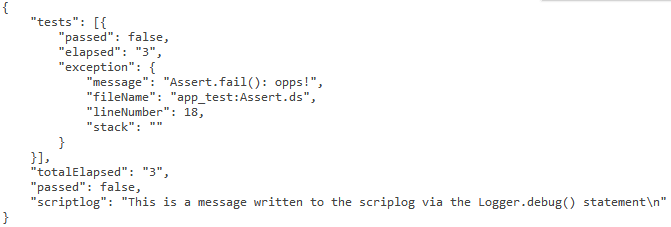 {
    "tests": [{
        "passed": false,
        "elapsed": "3",
        "exception": {
            "message": "Assert.fail(): opps!",
            "fileName": "app_test:Assert.ds",
            "lineNumber": 18,
            "stack": ""
        }
    }],
    "totalElapsed": "3",
    "passed": false,
    "scriptlog": "This is a message written to the scriplog via the Logger.debug() statement\n"
}